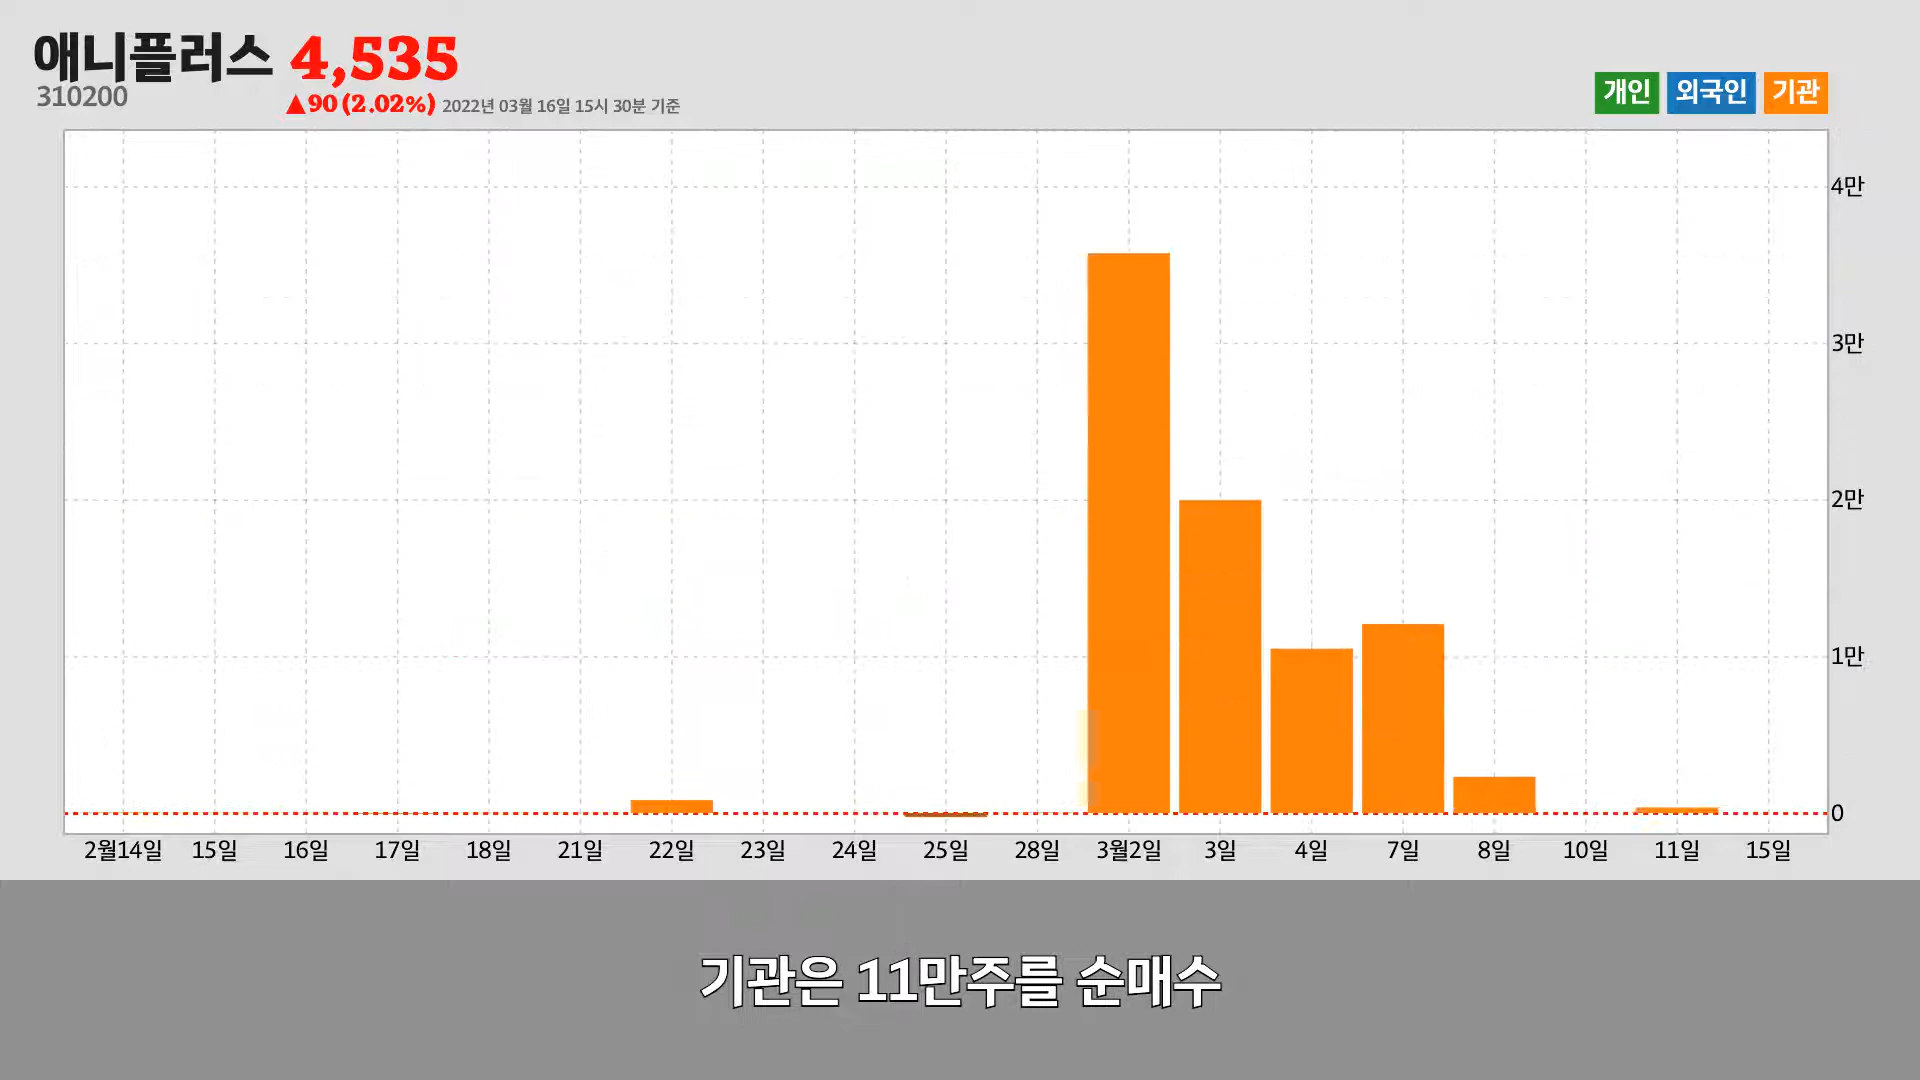 애니플러스 4,535
310200
▲90 (2.02%) 2022년 03월 16일 15시 30분 기준
개인 외국인 기관
4만
3만
2만
1만
0
2월14일 15일 16일 17일 18일 21일 22일 23일 24일 25일 28일 3월2일 3일 4일 7일 8일 10일 11일 15일
기관은 11만주를 순매수